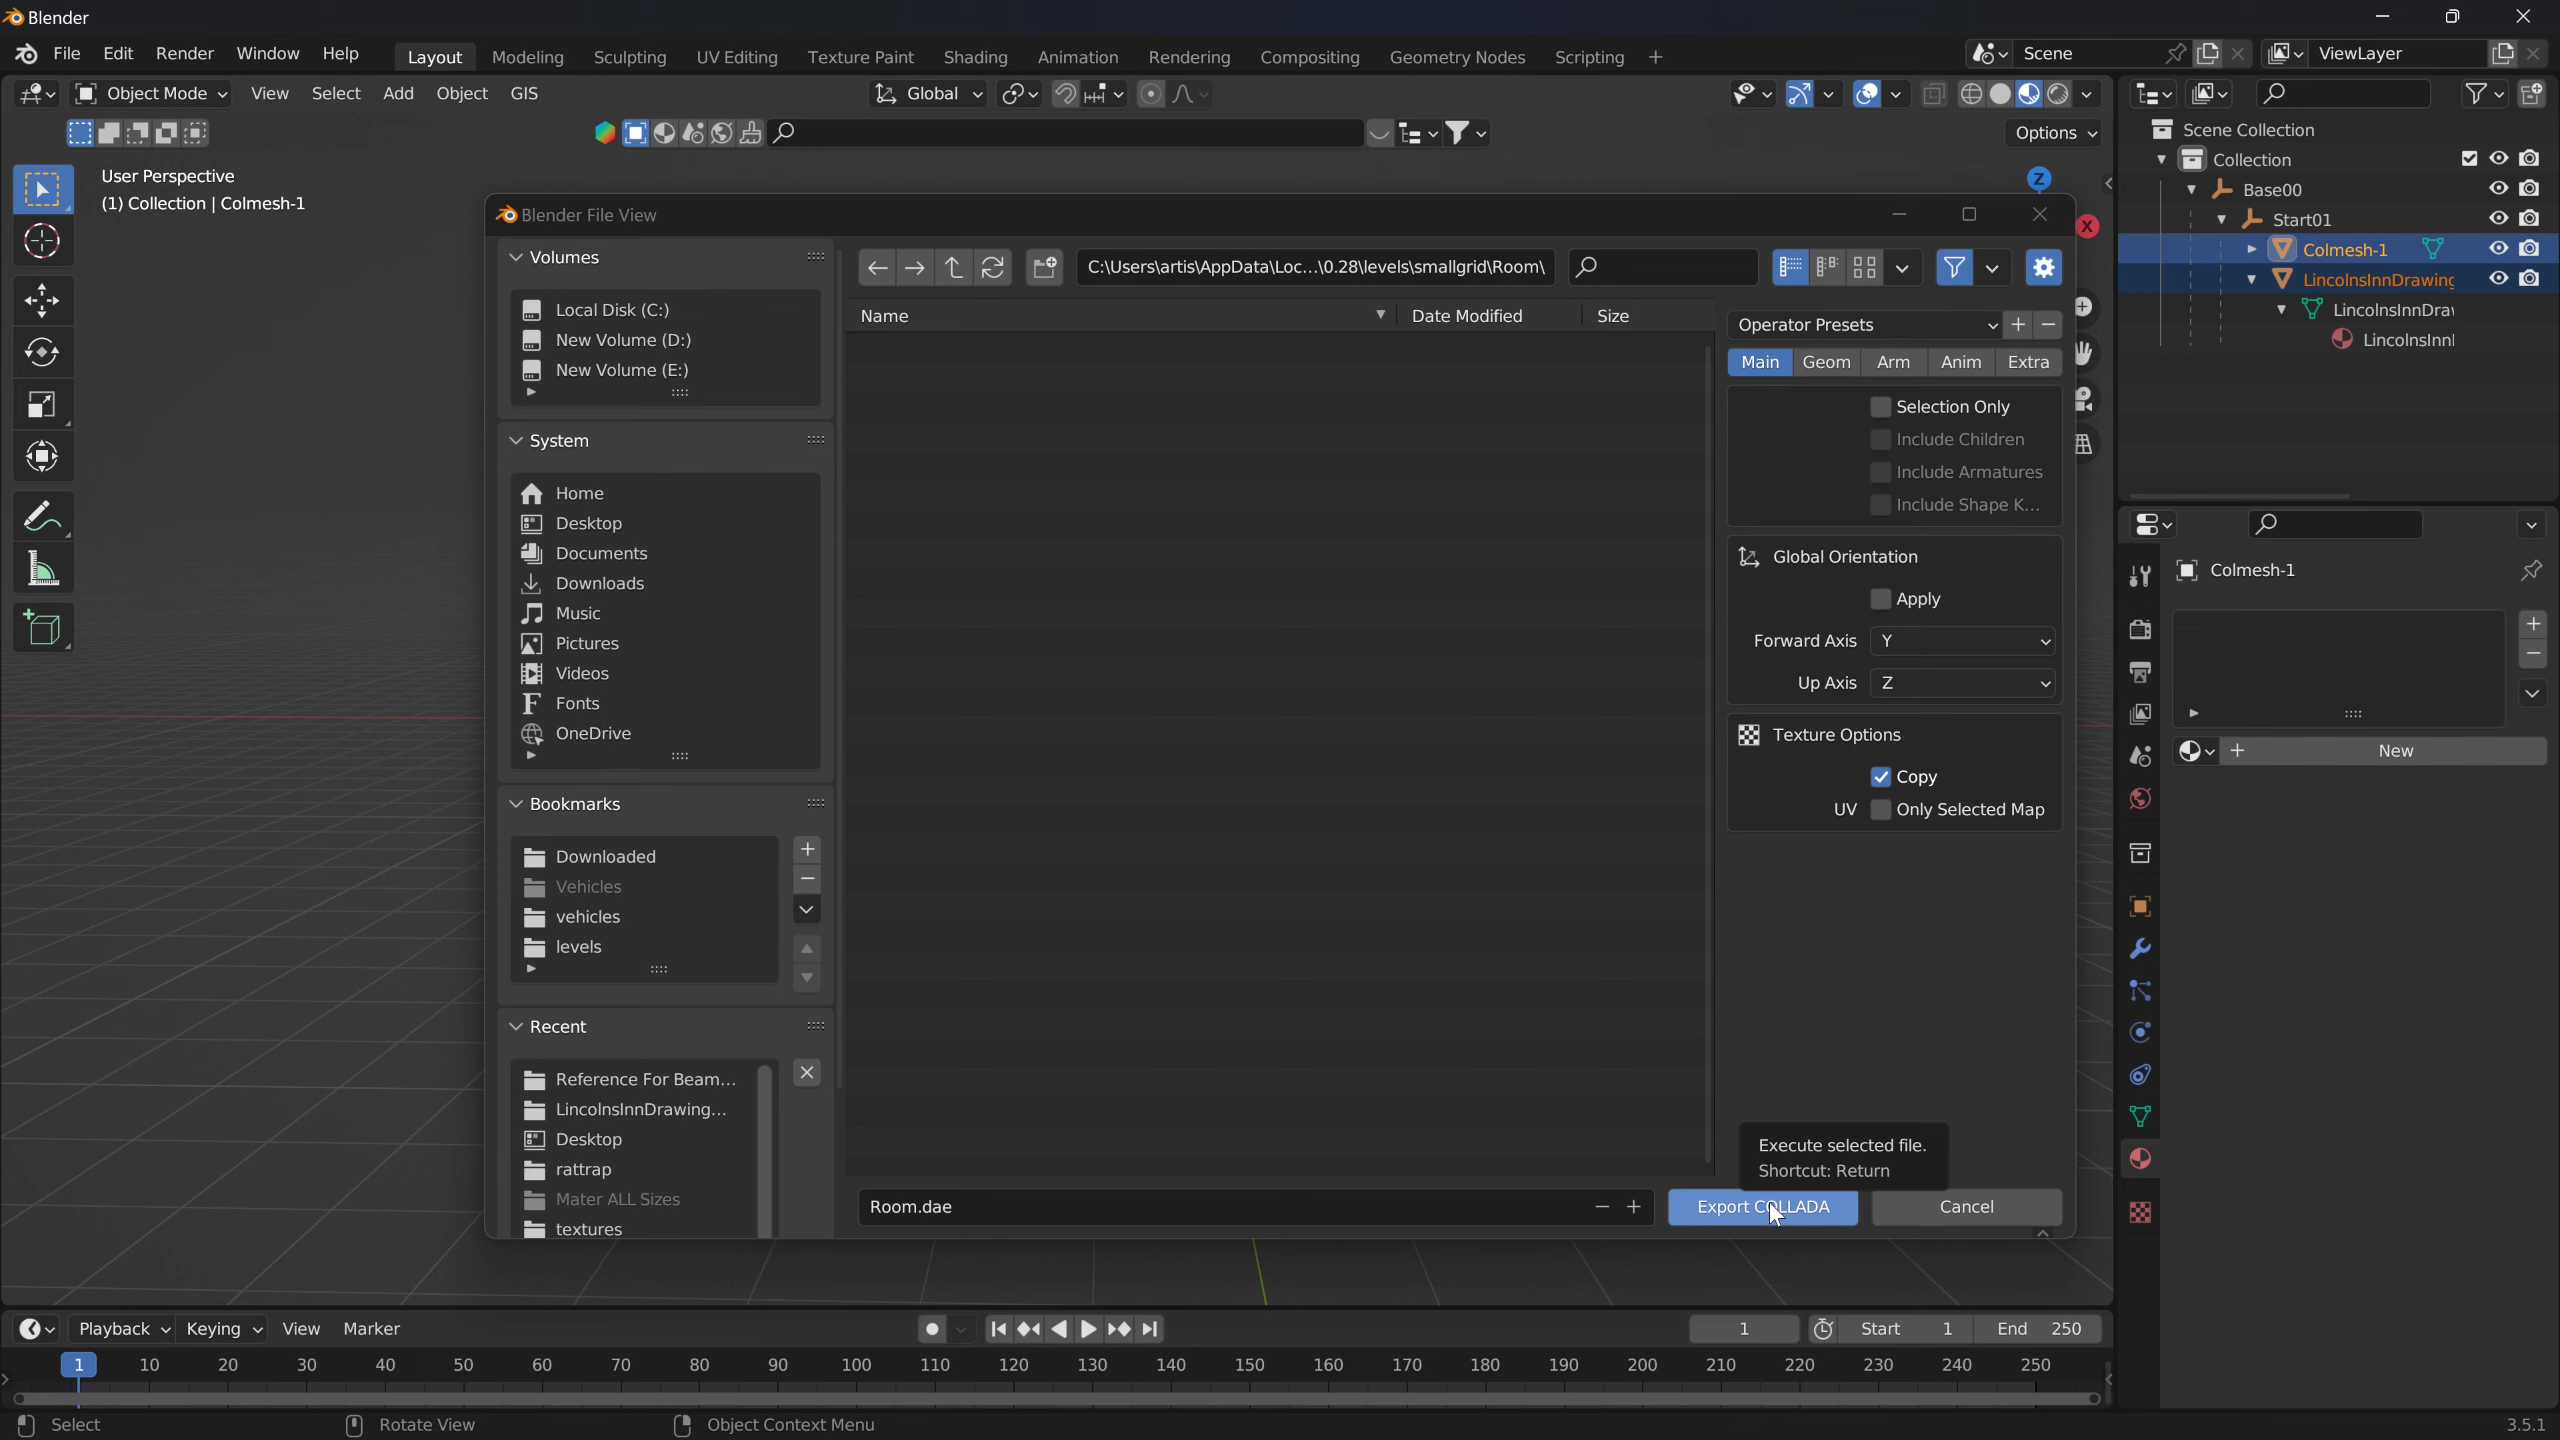 Blender
File Edit Render Window Help Layout Modeling Sculpting UV Editing Texture Paint Shading Animation Rendering Compositing Geometry Nodes Scripting + Scene ViewLayer
Object Mode View Select Add Object GIS Global
Options
User Perspective
(1) Collection | Colmesh-1
Z
X
Blender File View
Volumes
Local Disk (C:)
New Volume (D:)
New Volume (E:)
System
Home
Desktop
Documents
Downloads
Music
Pictures
Videos
Fonts
OneDrive
Bookmarks
Downloaded
Vehicles
vehicles
levels
Recent
Reference For Beam...
LincolnsInnDrawing...
Desktop
rattrap
Mater ALL Sizes
textures
C:\Users\artis\AppData\Loc...\0.28\levels\smallgrid\Room\
Name Date Modified Size
Operator Presets
Main Geom Arm Anim Extra
Selection Only
Include Children
Include Armatures
Include Shape K...
Global Orientation
Apply
Forward Axis Y
Up Axis Z
Texture Options
Copy
UV Only Selected Map
Execute selected file.
Shortcut: Return
Room.dae
Export COLLADA
Cancel
Scene Collection
Collection
Base00
Start01
Colmesh-1
LincolnsInnDrawing
LincolnsInnDra
LincolnsInn
Colmesh-1
New
Playback Keying View Marker 1 Start 1 End 250
1 10 20 30 40 50 60 70 80 90 100 110 120 130 140 150 160 170 180 190 200 210 220 230 240 250
Select Rotate View Object Context Menu 3.5.1